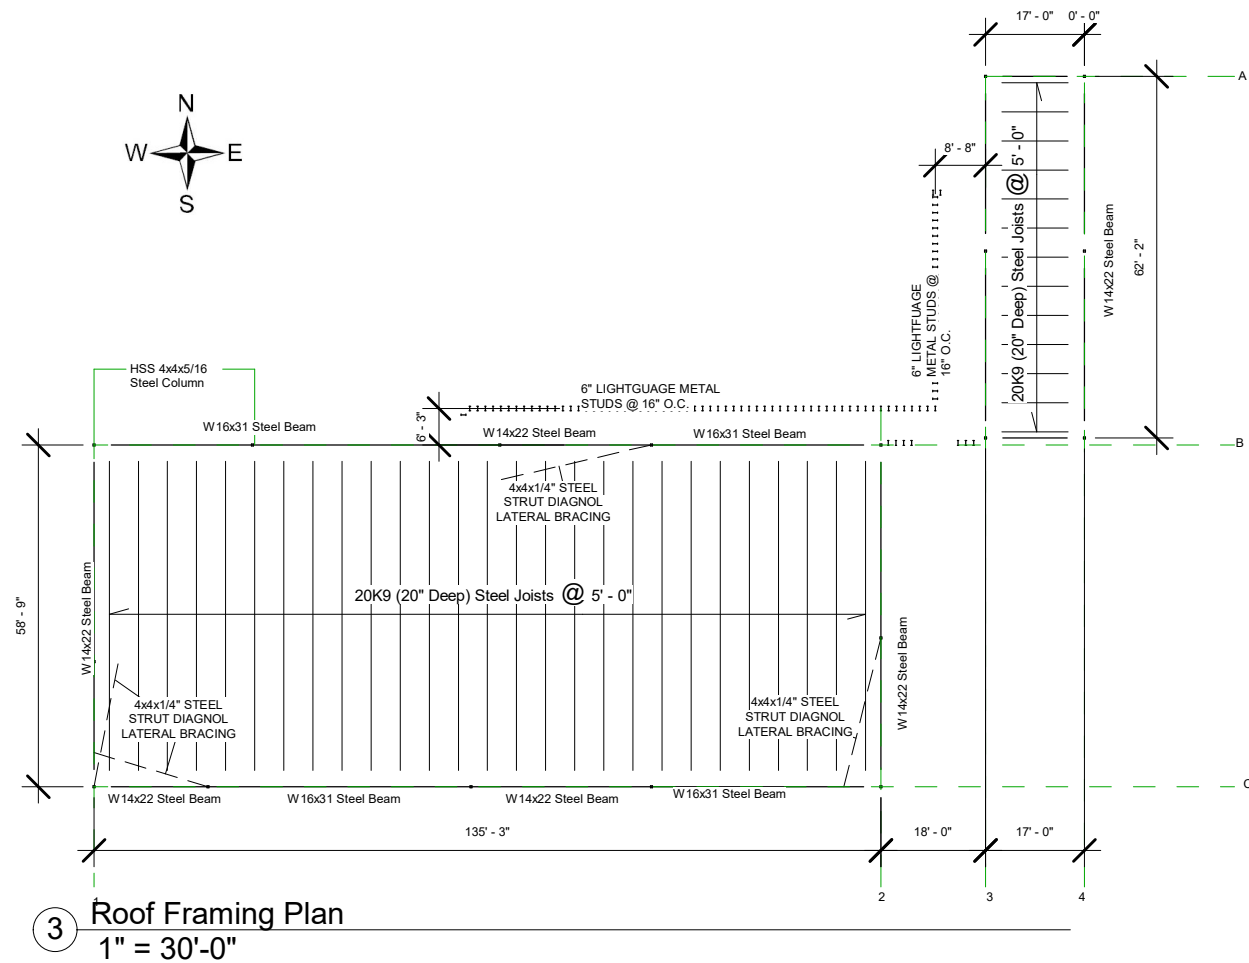 17' - 0"
0' - 0"
A
N
W
E
S
8' - 8"
20K9 (20" Deep) Steel Joists @ 5' - 0"
W14x22 Steel Beam
62' - 2"
6" LIGHTFUAGE
METAL STUDS @
16" O.C.
HSS 4x4x5/16
Steel Column
6" LIGHTGUAGE METAL
STUDS @ 16" O.C.
6' - 3"
W16x31 Steel Beam
W14x22 Steel Beam
W16x31 Steel Beam
B
4x4x1/4" STEEL
STRUT DIAGNOL
LATERAL BRACING
20K9 (20" Deep) Steel Joists @ 5' - 0"
58' - 9"
W14x22 Steel Beam
W14x22 Steel Beam
4x4x1/4" STEEL
STRUT DIAGNOL
LATERAL BRACING
4x4x1/4" STEEL
STRUT DIAGNOL
LATERAL BRACING
W14x22 Steel Beam
W16x31 Steel Beam
W14x22 Steel Beam
W16x31 Steel Beam
C
135' - 3"
18' - 0"
17' - 0"
1
2
3
4
3
Roof Framing Plan
1" = 30'-0"